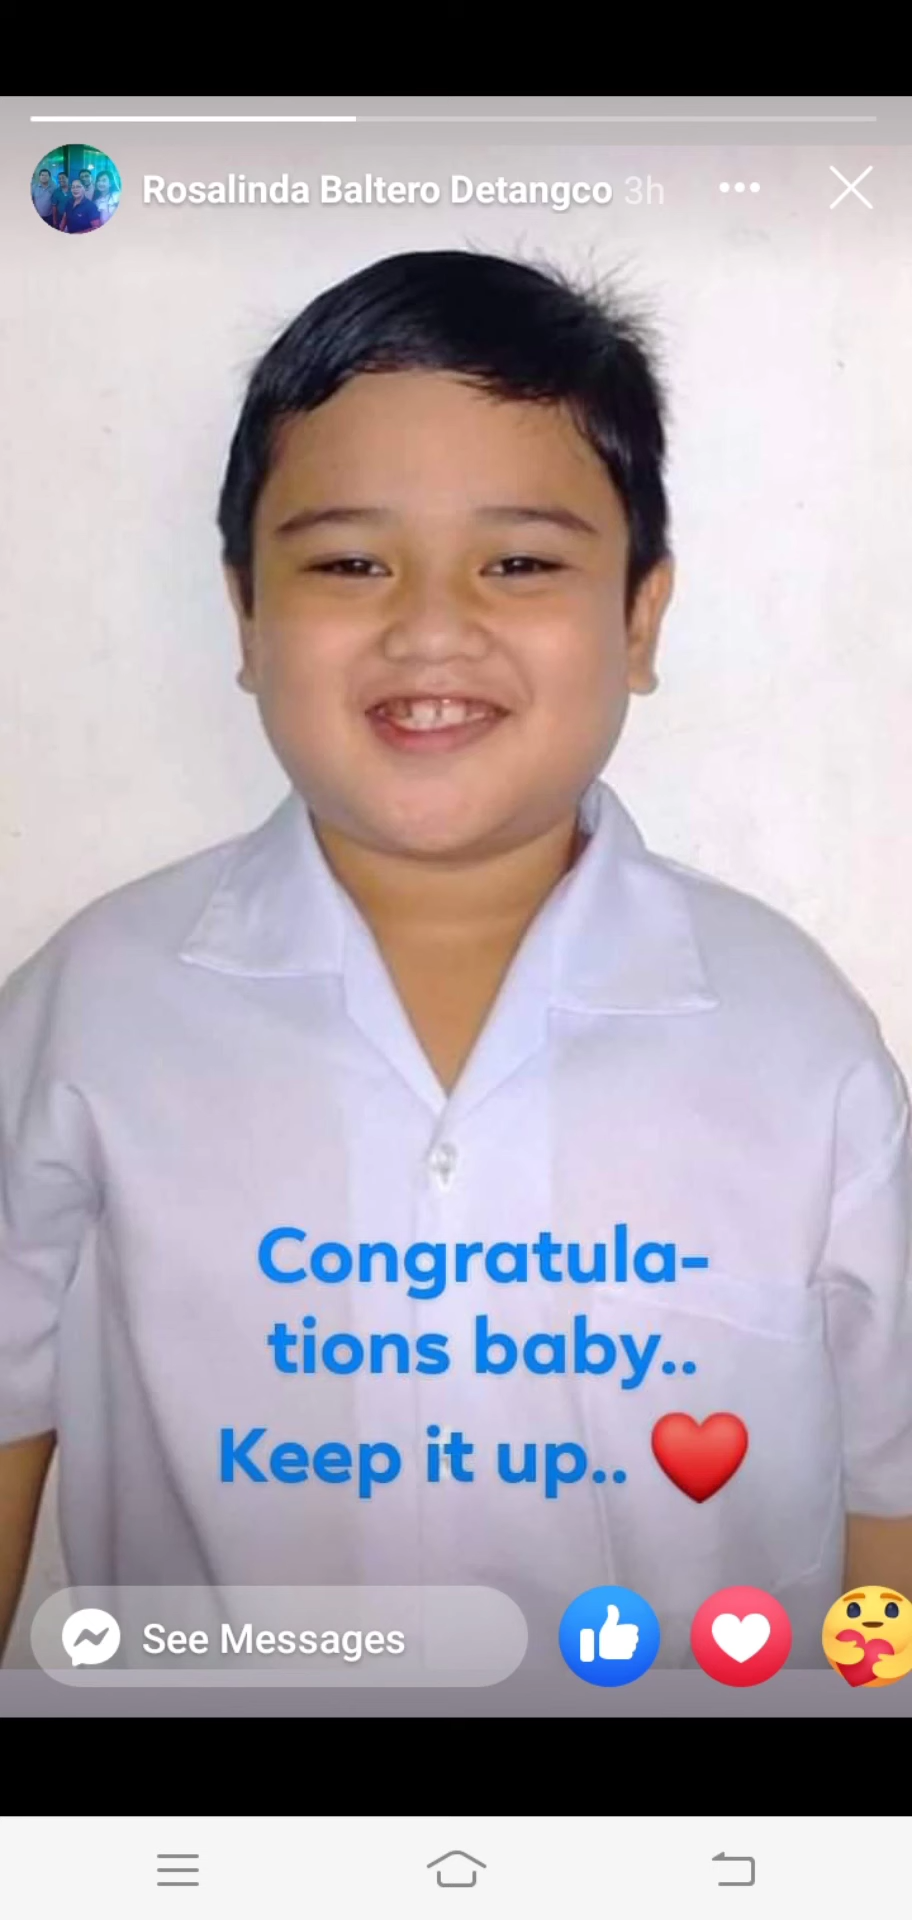 Rosalinda Baltero Detangco 3h
Congratula-
tions baby..
Keep it up.. ❤️
See Messages